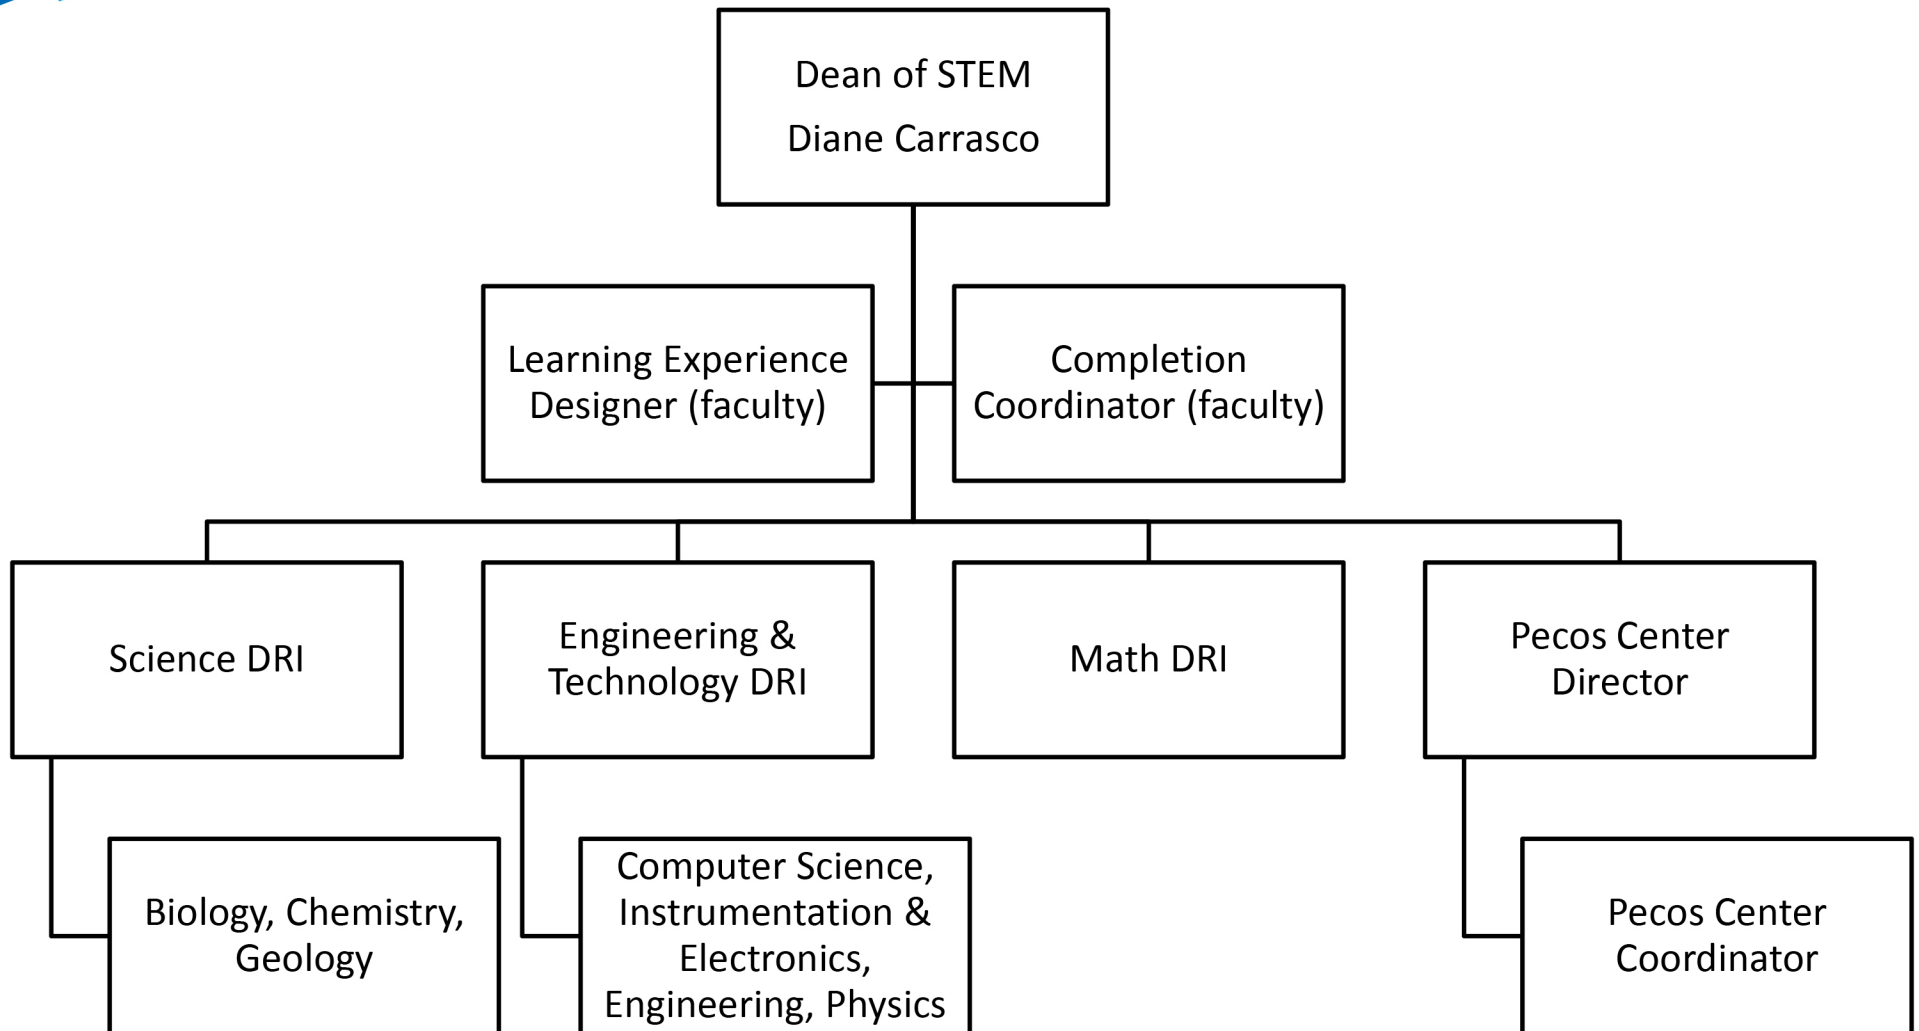 Dean of STEM
Diane Carrasco
Learning Experience
Designer (faculty)
Completion
Coordinator (faculty)
Science DRI
Engineering &
Technology DRI
Math DRI
Pecos Center
Director
Biology, Chemistry,
Geology
Computer Science,
Instrumentation &
Electronics,
Engineering, Physics
Pecos Center
Coordinator